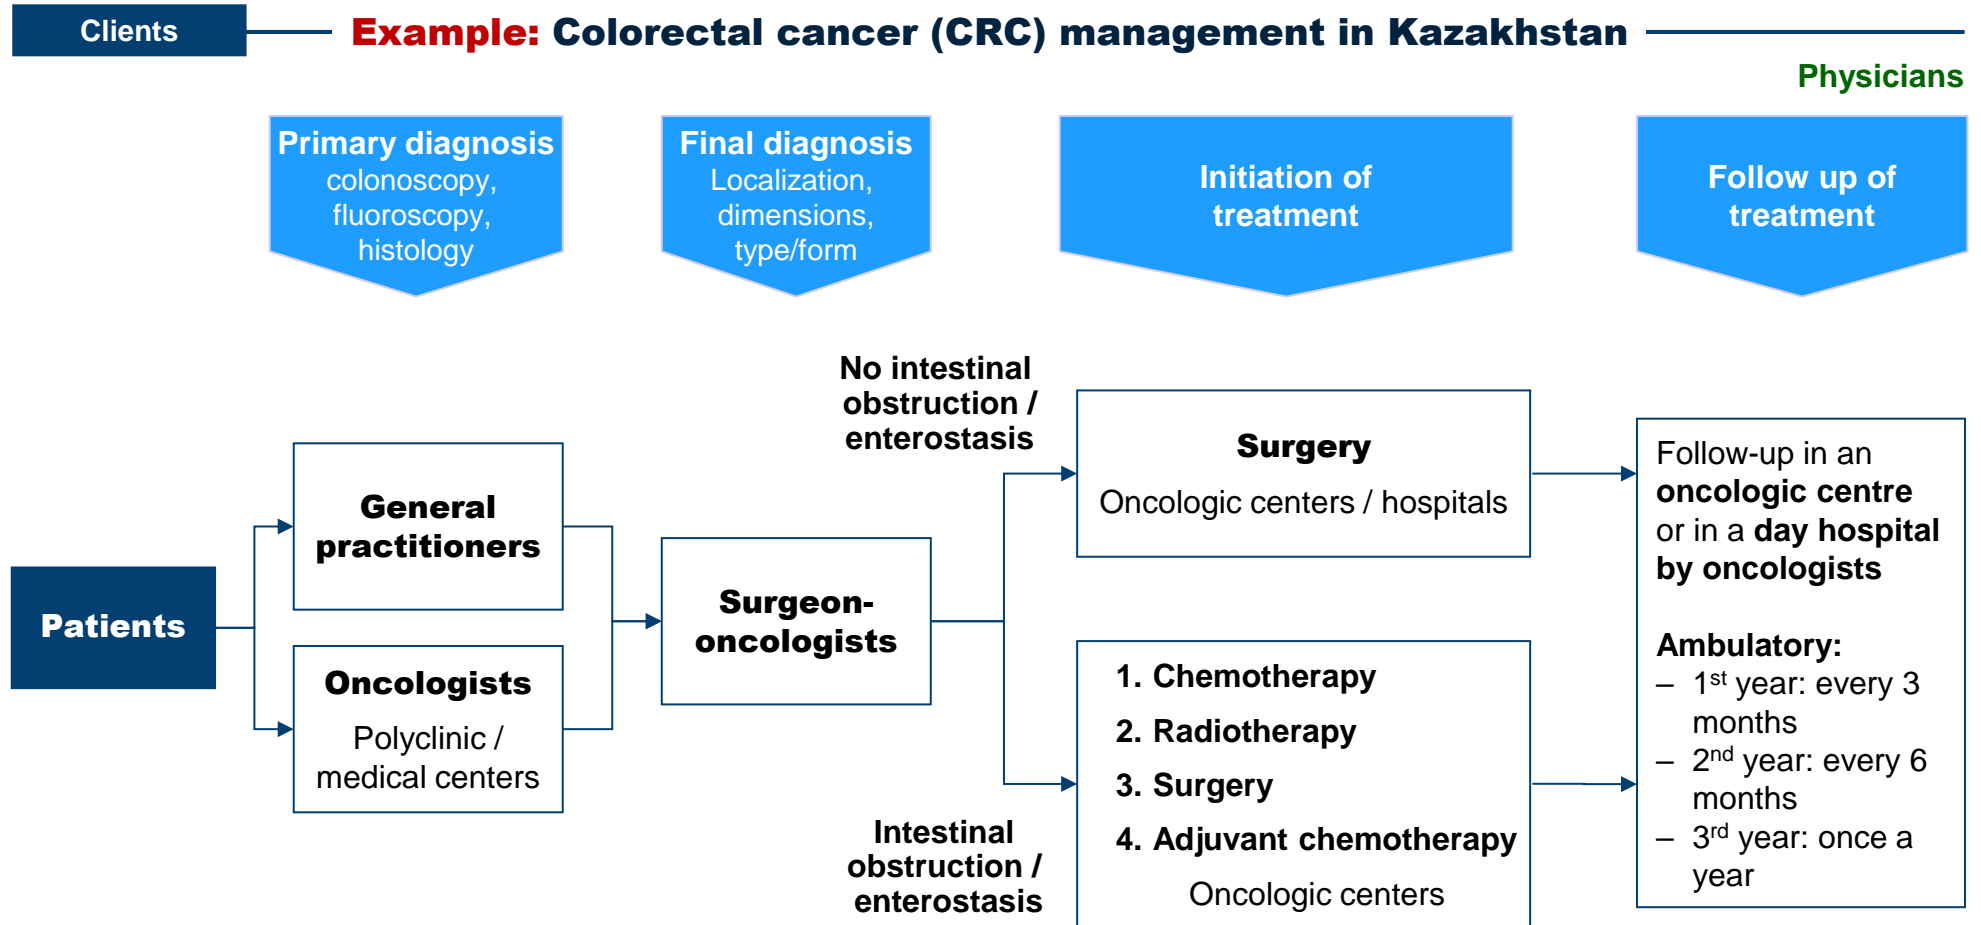 Clients
Example: Colorectal cancer (CRC) management in Kazakhstan
Physicians
Primary diagnosis
colonoscopy,
fluoroscopy,
histology
Final diagnosis
Localization,
dimensions,
type/form
Initiation of
treatment
Follow up of
treatment
Patients
General
practitioners
Oncologists
Polyclinic /
medical centers
Surgeon-
oncologists
No intestinal
obstruction /
enterostasis
Intestinal
obstruction /
enterostasis
Surgery
Oncologic centers / hospitals
1. Chemotherapy
2. Radiotherapy
3. Surgery
4. Adjuvant chemotherapy
Oncologic centers
Follow-up in an
oncologic centre
or in a day hospital
by oncologists
Ambulatory:
– 1st year: every 3
months
– 2nd year: every 6
months
– 3rd year: once a
year